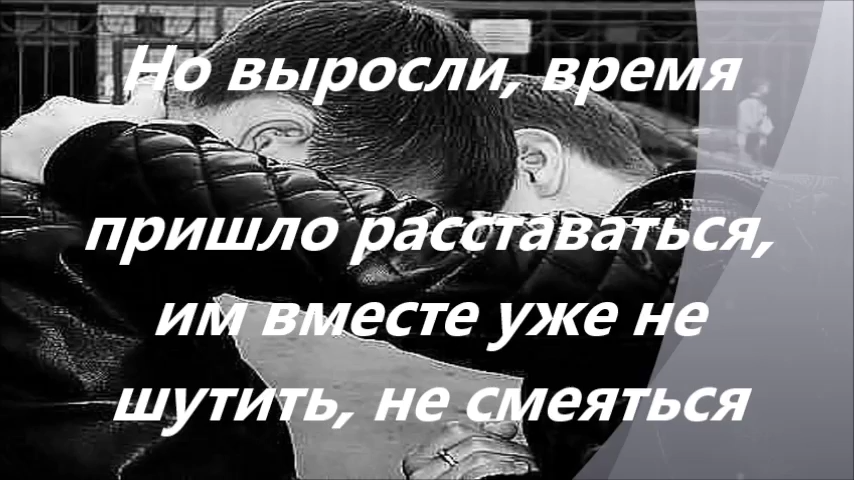 Но выросли, время
пришло расставаться,
им вместе уже не
шутить, не смеяться